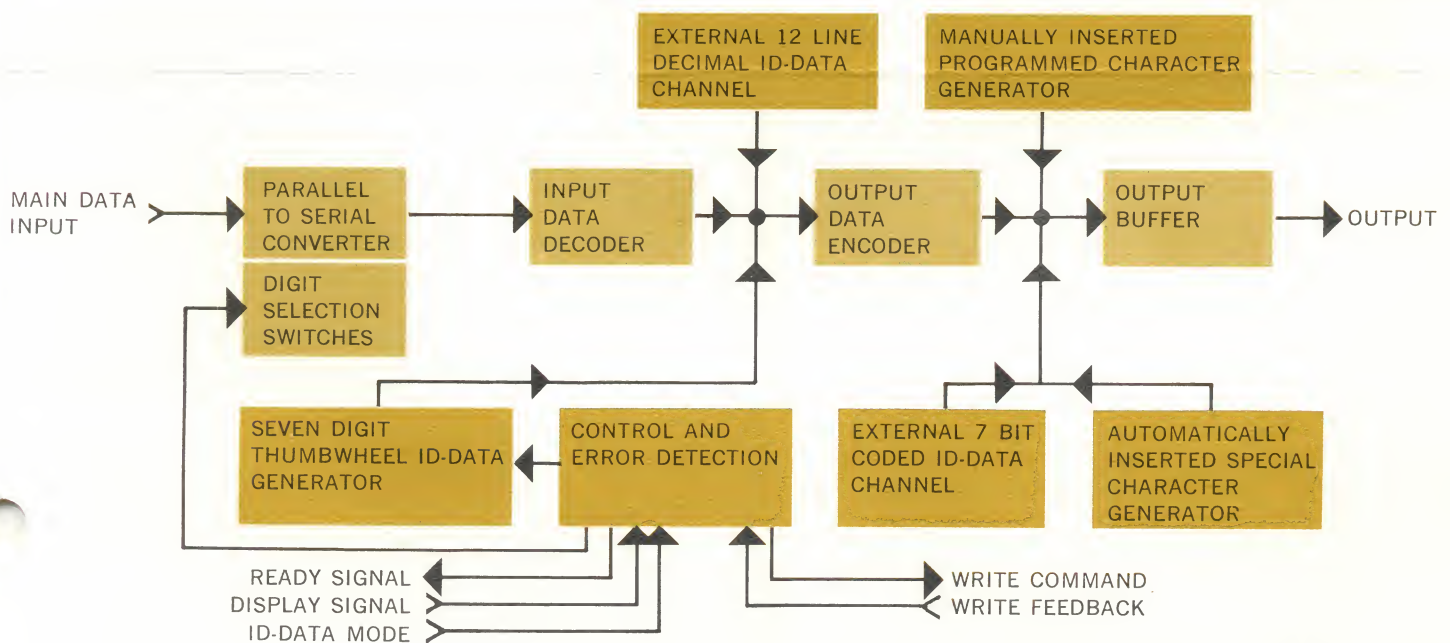 EXTERNAL 12 LINE
DECIMAL ID-DATA
CHANNEL
MANUALLY INSERTED
PROGRAMMED CHARACTER
GENERATOR
MAIN DATA
INPUT
PARALLEL
TO SERIAL
CONVERTER
INPUT
DATA
DECODER
OUTPUT
DATA
ENCODER
OUTPUT
BUFFER
OUTPUT
DIGIT
SELECTION
SWITCHES
SEVEN DIGIT
THUMBWHEEL ID-DATA
GENERATOR
CONTROL AND
ERROR DETECTION
EXTERNAL 7 BIT
CODED ID-DATA
CHANNEL
AUTOMATICALLY
INSERTED SPECIAL
CHARACTER
GENERATOR
READY SIGNAL
DISPLAY SIGNAL
ID-DATA MODE
WRITE COMMAND
WRITE FEEDBACK